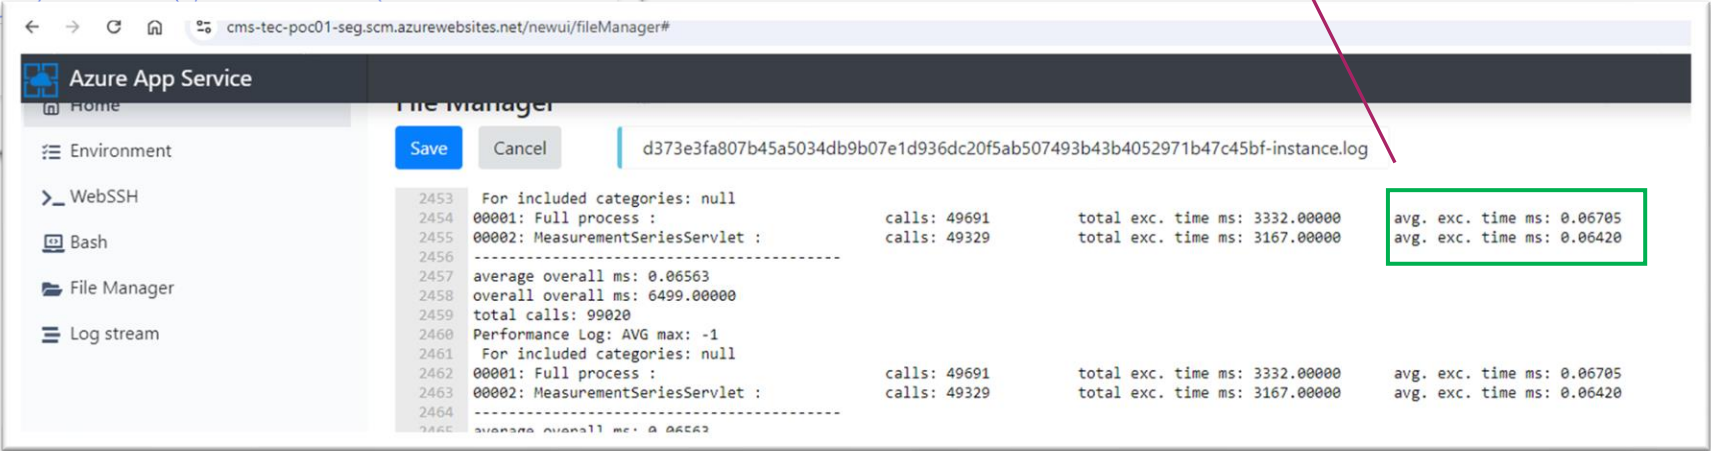 cms-tec-poc01-seg.scm.azurewebsites.net/newui/fileManager#
Azure App Service
Home
File Manager
Save Cancel d373e3fa807b45a5034db9b07e1d936dc20f5ab507493b43b4052971b47c45bf-instance.log
Environment
WebSSH
Bash
File Manager
Log stream
2453 For included categories: null
2454 00001: Full process : calls: 49691 total exc. time ms: 3332.00000 avg. exc. time ms: 0.06705
2455 00002: MeasurementSeriesServlet : calls: 49329 total exc. time ms: 3167.00000 avg. exc. time ms: 0.06420
2456 ------------------------------------------
2457 average overall ms: 0.06563
2458 overall overall ms: 6499.00000
2459 total calls: 99020
2460 Performance Log: AVG max: -1
2461 For included categories: null
2462 00001: Full process : calls: 49691 total exc. time ms: 3332.00000 avg. exc. time ms: 0.06705
2463 00002: MeasurementSeriesServlet : calls: 49329 total exc. time ms: 3167.00000 avg. exc. time ms: 0.06420
2464 ------------------------------------------
2465 average overall ms: 0.06563